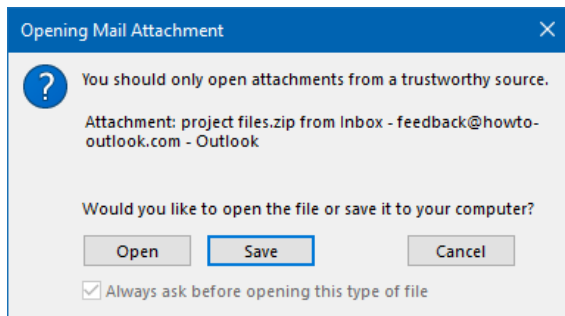 Opening Mail Attachment
You should only open attachments from a trustworthy source.
Attachment: project files.zip from Inbox - feedback@howto-
outlook.com - Outlook
Would you like to open the file or save it to your computer?
Open Save Cancel
Always ask before opening this type of file